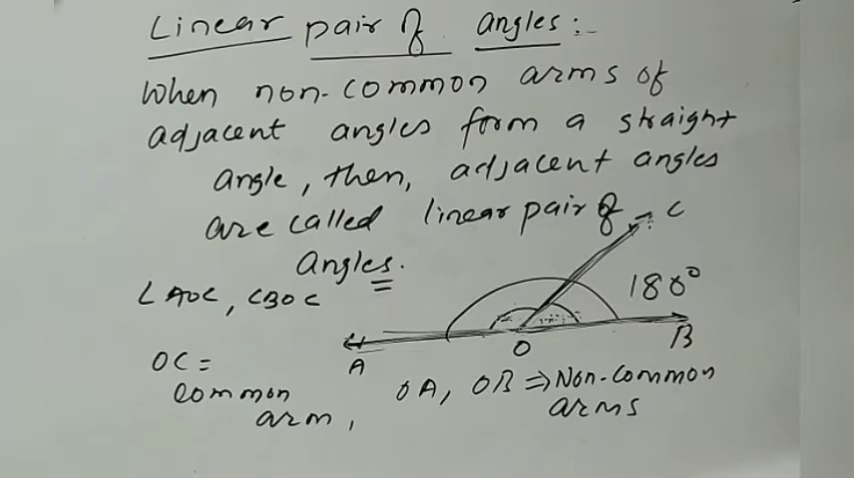 Linear pair of angles:-
When non-common arms of
adjacent angles form a straight
angle, then, adjacent angles
are called linear pair of
angles.
C
∠AOC, ∠BOC
180°
A
O
B
OC =
common
arm,
OA, OB ⇒ Non-common
arms